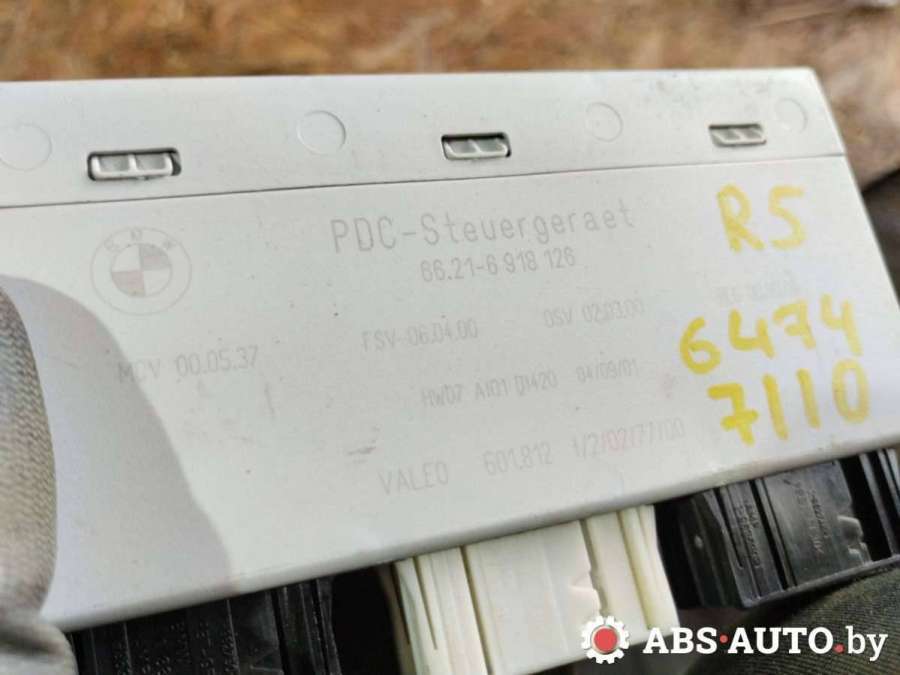 BMW
PDC-Steuergeraet
66.21-6 918 126
MCV 00.05.37
FSV-06.04.00
OSV 02.03.00
HW07 AI01 D1420 04/09/01
VALEO 601.812 1/2/02/77/00
R5
6474
7110
ABS-AUTO.by